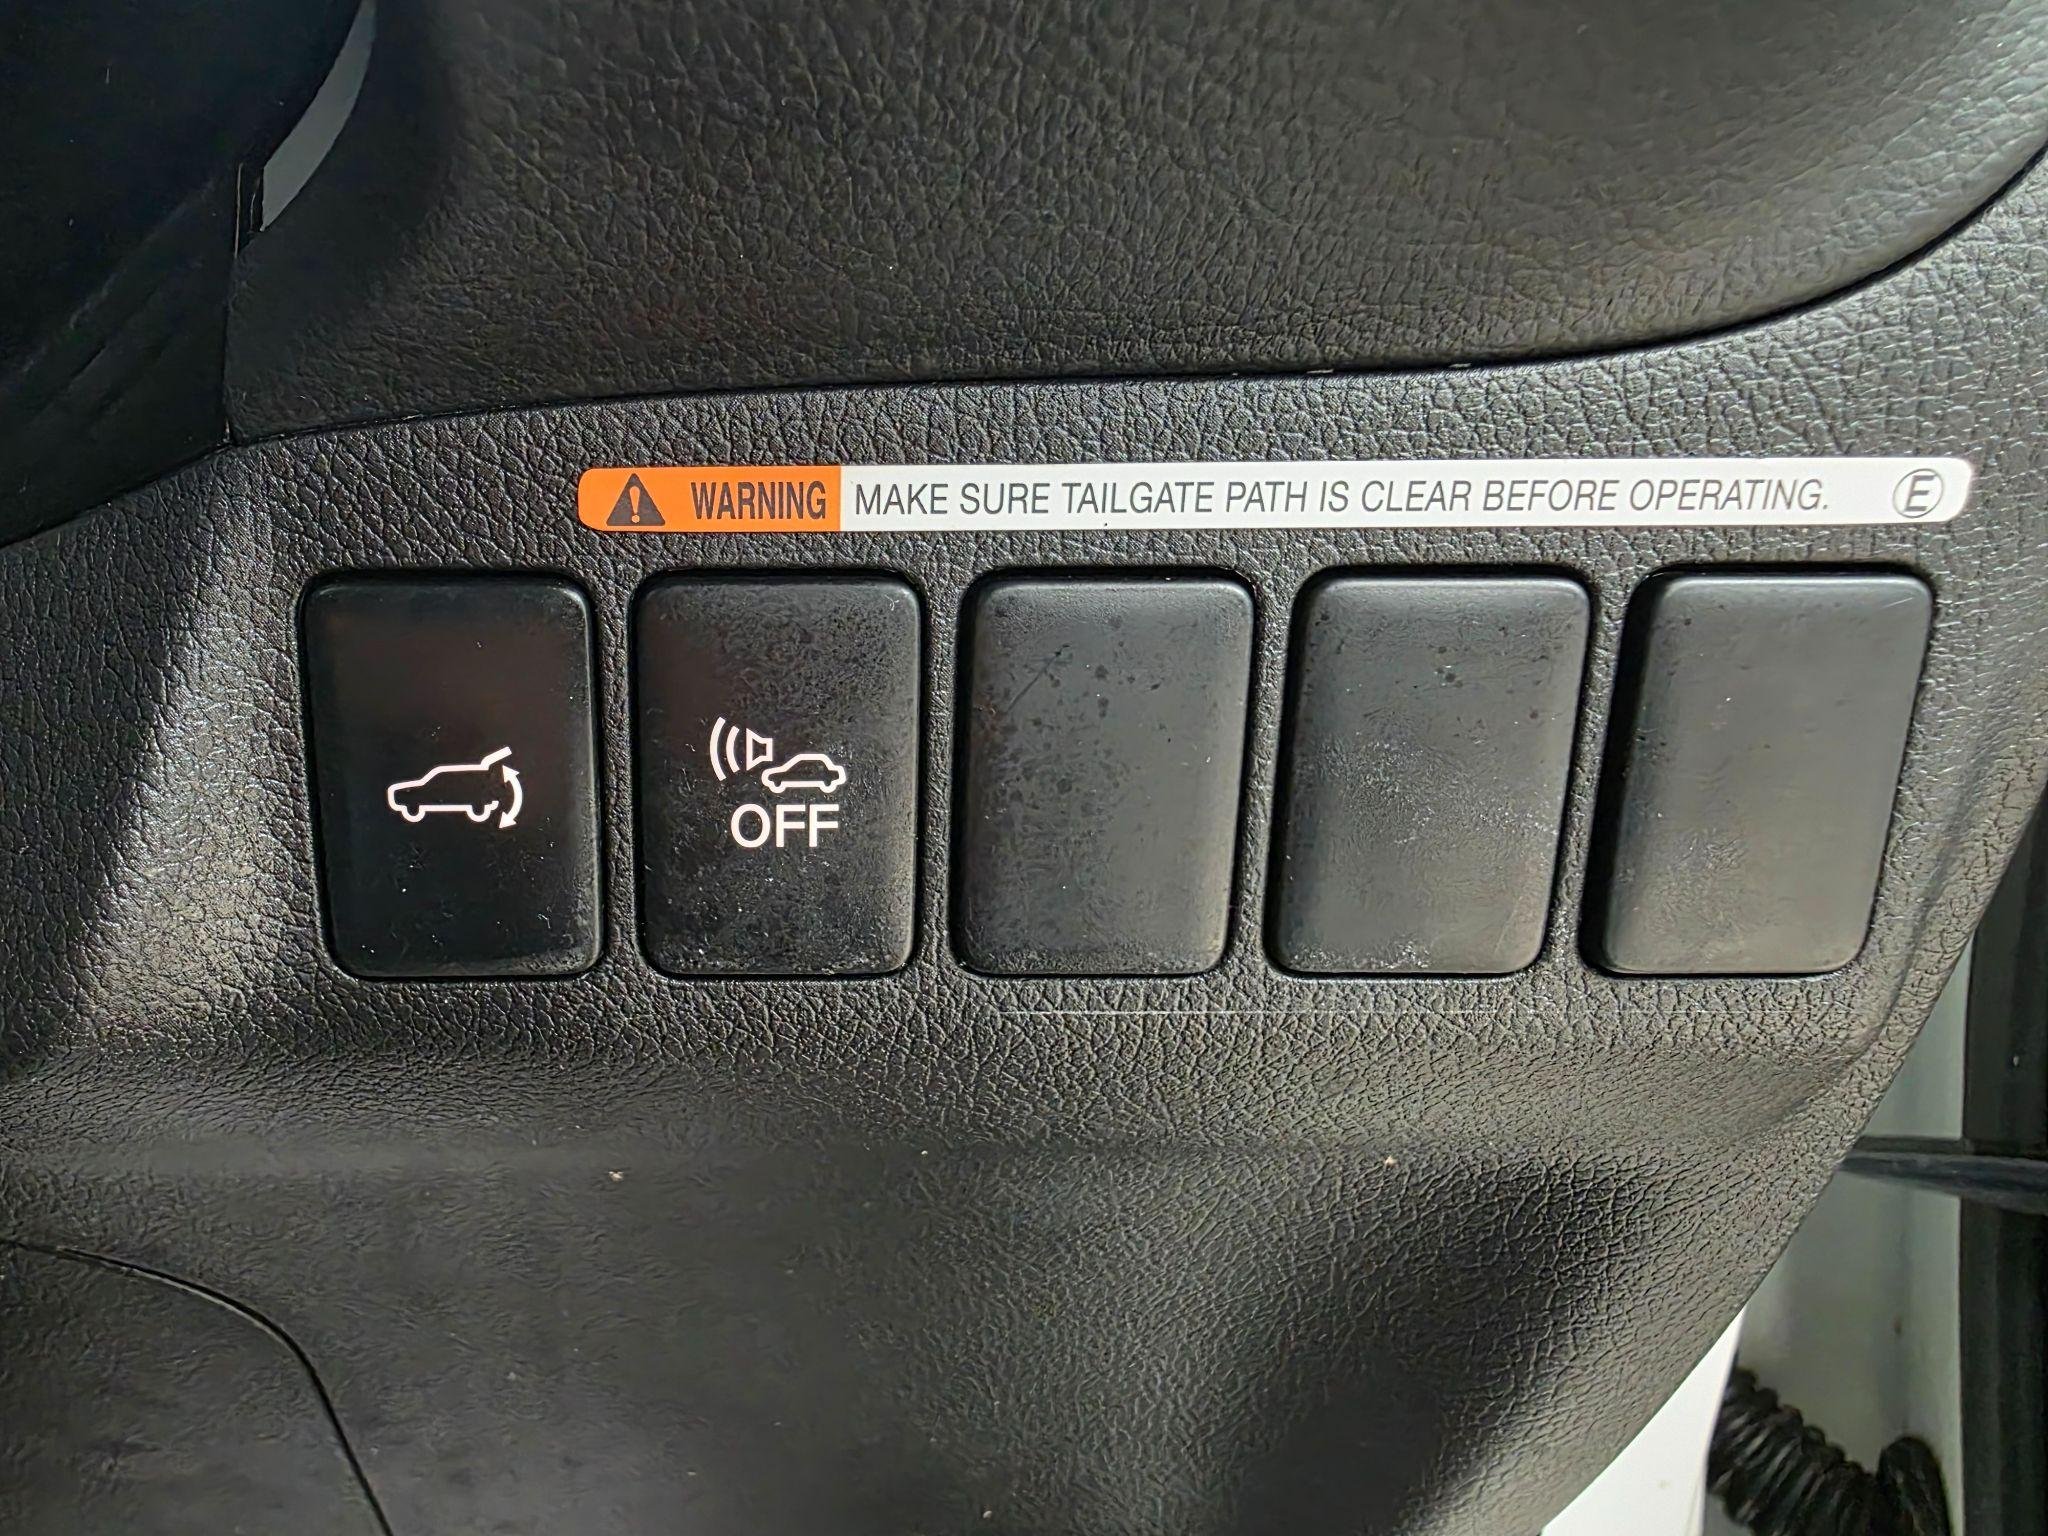 WARNING MAKE SURE TAILGATE PATH IS CLEAR BEFORE OPERATING. E
OFF